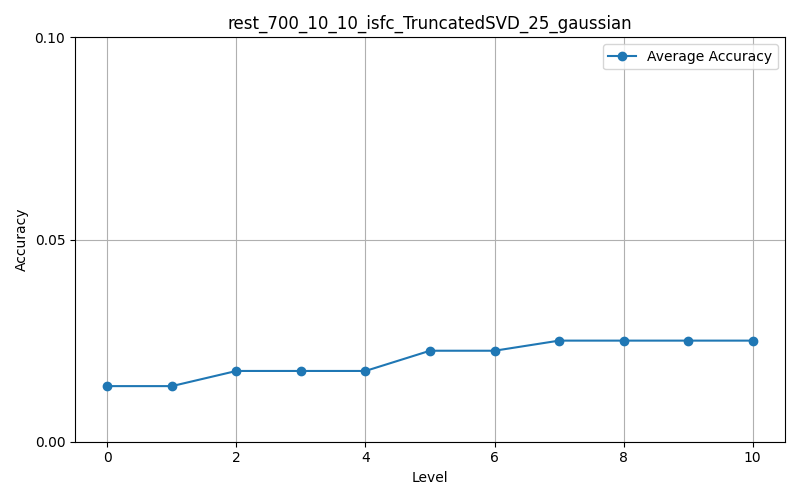 rest_700_10_10_isfc_TruncatedSVD_25_gaussian
Average Accuracy
0.10
0.05
0.00
Accuracy
0 2 4 6 8 10
Level